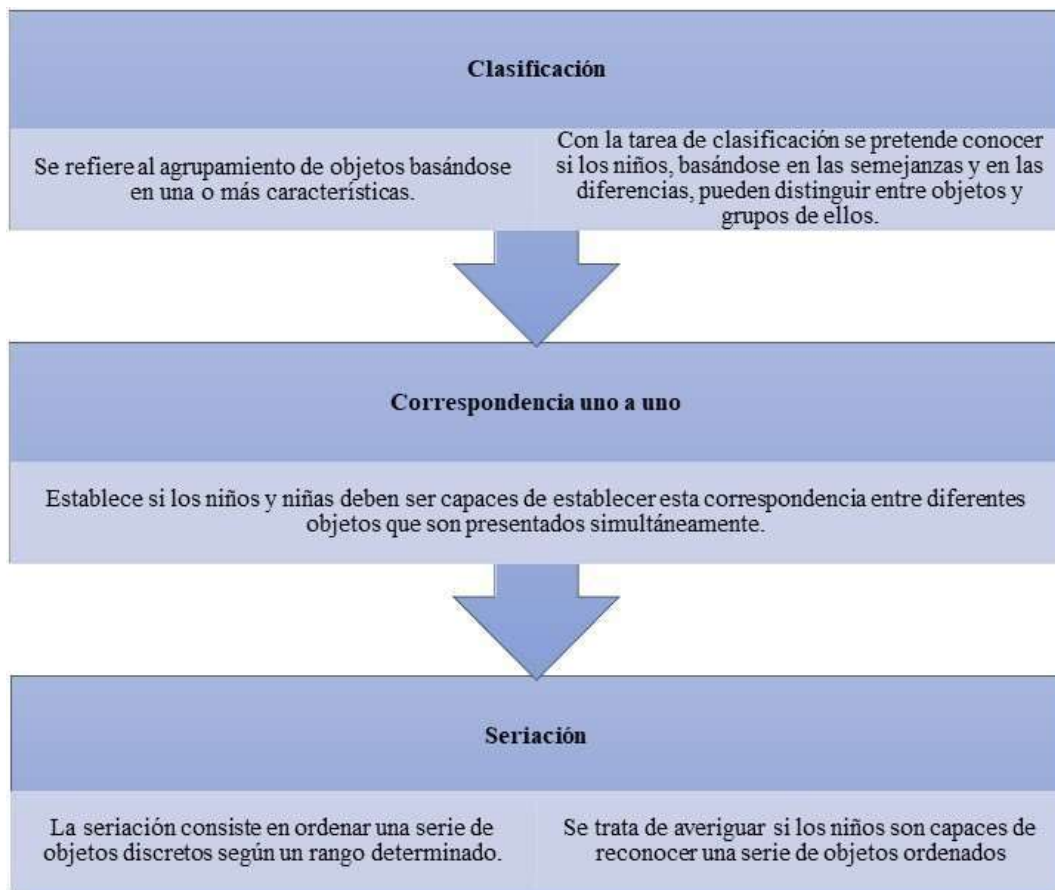 Clasificación
Se refiere al agrupamiento de objetos basándose
en una o más características.
Con la tarea de clasificación se pretende conocer
si los niños, basándose en las semejanzas y en las
diferencias, pueden distinguir entre objetos y
grupos de ellos.
Correspondencia uno a uno
Establece si los niños y niñas deben ser capaces de establecer esta correspondencia entre diferentes
objetos que son presentados simultáneamente.
Seriación
La seriación consiste en ordenar una serie de
objetos discretos según un rango determinado.
Se trata de averiguar si los niños son capaces de
reconocer una serie de objetos ordenados